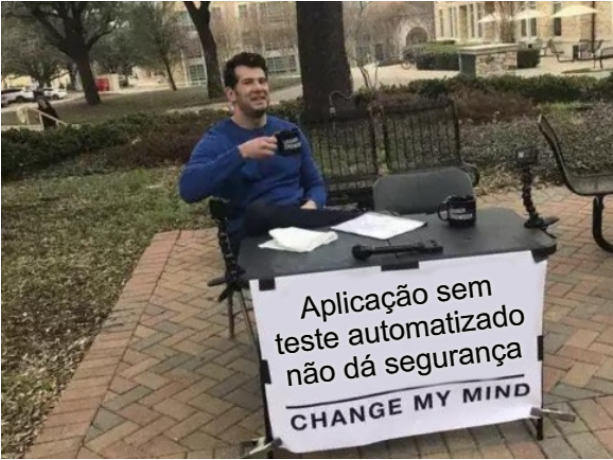 Aplicação sem
teste automatizado
não dá segurança
CHANGE MY MIND